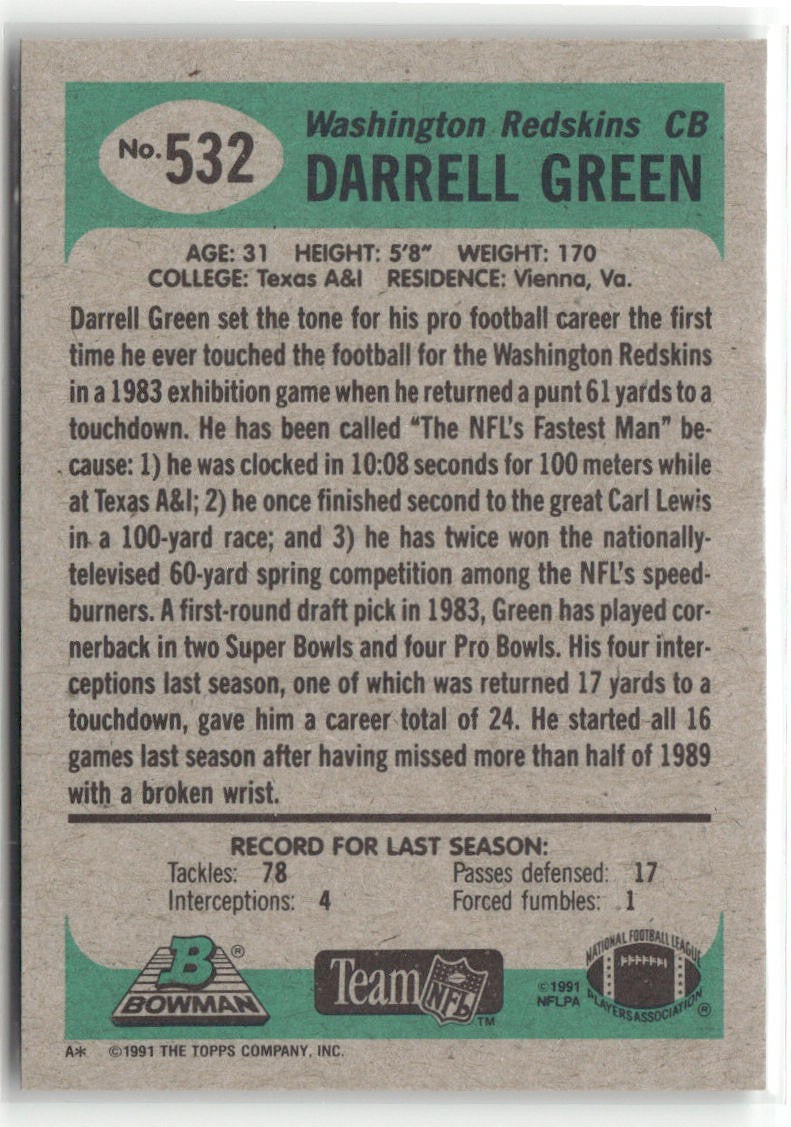 No. 532
Washington Redskins CB
DARRELL GREEN
AGE: 31 HEIGHT: 5'8" WEIGHT: 170
COLLEGE: Texas A&I RESIDENCE: Vienna, Va.
Darrell Green set the tone for his pro football career the first
time he ever touched the football for the Washington Redskins
in a 1983 exhibition game when he returned a punt 61 yards to a
touchdown. He has been called "The NFL's Fastest Man" be-
cause: 1) he was clocked in 10:08 seconds for 100 meters while
at Texas A&I; 2) he once finished second to the great Carl Lewis
in a 100-yard race; and 3) he has twice won the nationally-
televised 60-yard spring competition among the NFL's speed-
burners. A first-round draft pick in 1983, Green has played cor-
nerback in two Super Bowls and four Pro Bowls. His four inter-
ceptions last season, one of which was returned 17 yards to a
touchdown, gave him a career total of 24. He started all 16
games last season after having missed more than half of 1989
with a broken wrist.
RECORD FOR LAST SEASON:
Tackles: 78 Passes defensed: 17
Interceptions: 4 Forced fumbles: 1
B ®
BOWMAN
Team NFL ™
© 1991
NFLPA
NATIONAL FOOTBALL LEAGUE
PLAYERS ASSOCIATION ®
A* ©1991 THE TOPPS COMPANY, INC.